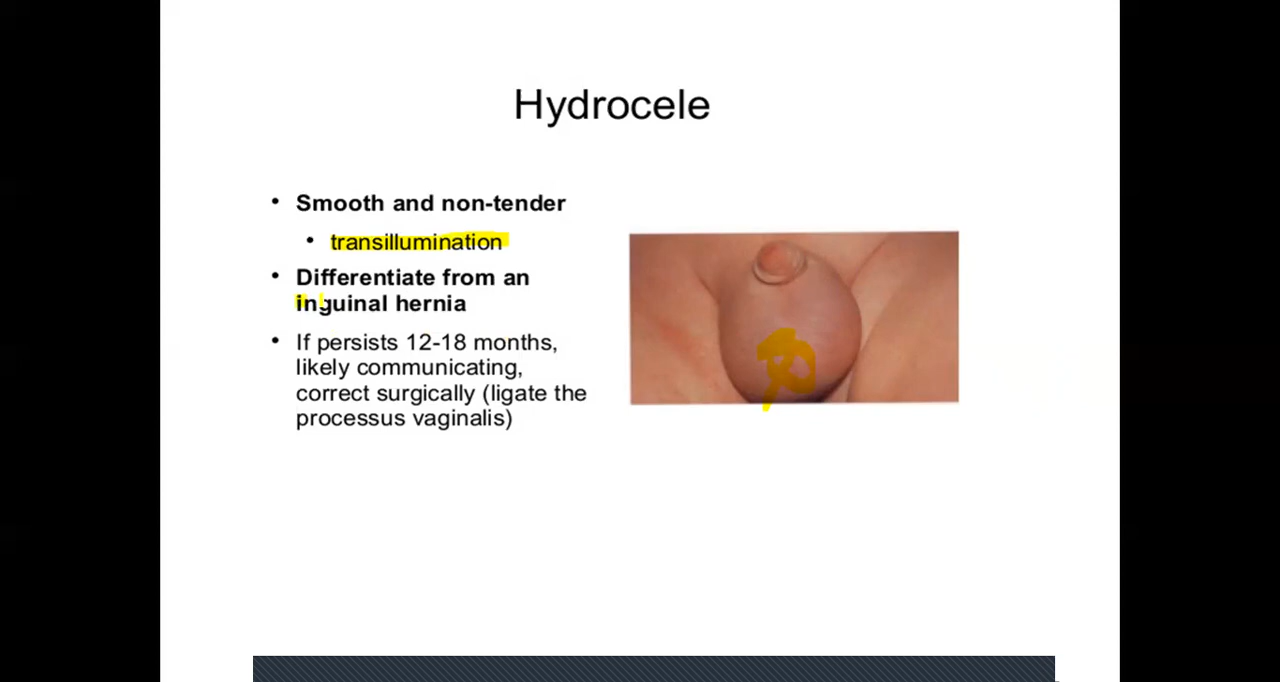 Hydrocele
• Smooth and non-tender
• transillumination
• Differentiate from an
inguinal hernia
• If persists 12-18 months,
likely communicating,
correct surgically (ligate the
processus vaginalis)